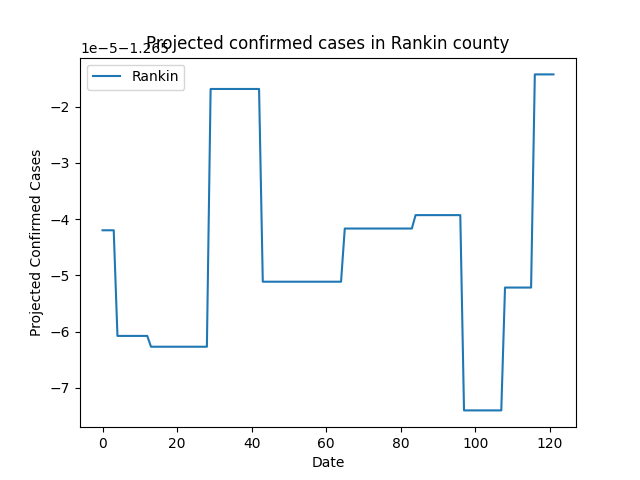 Projected confirmed cases in Rankin county
1e−5−1.265
Rankin
−2
−3
−4
−5
−6
−7
Projected Confirmed Cases
0 20 40 60 80 100 120
Date